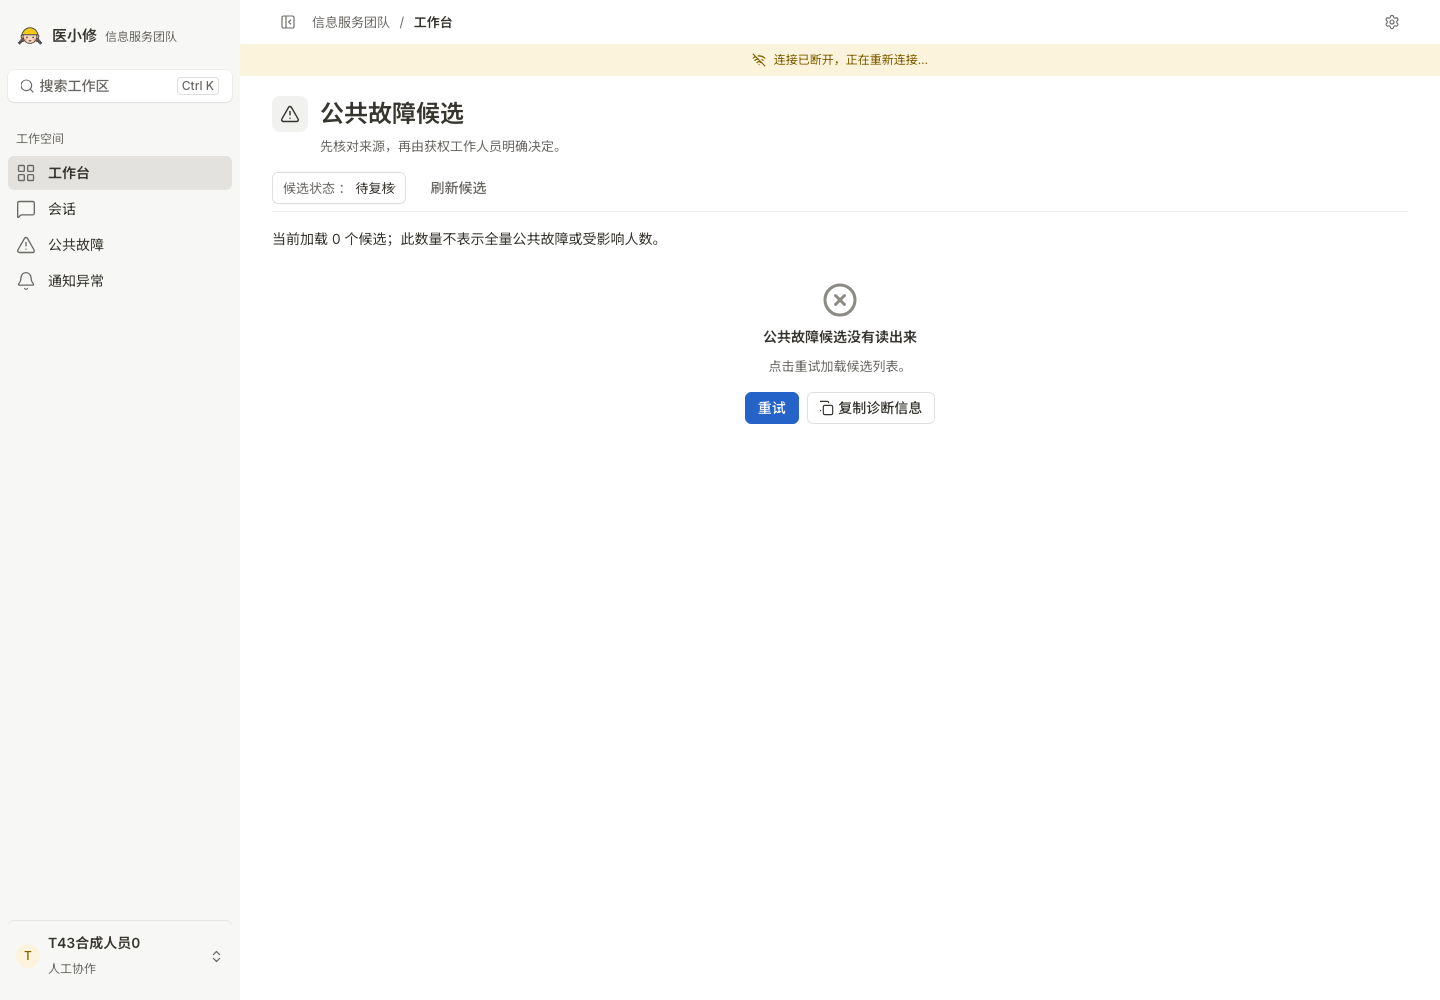 医小修 信息服务团队
搜索工作区 Ctrl K
工作空间
工作台
会话
公共故障
通知异常
T
T43合成人员0
人工协作
信息服务团队 / 工作台
连接已断开，正在重新连接...
公共故障候选
先核对来源，再由获权工作人员明确决定。
候选状态： 待复核
刷新候选
当前加载 0 个候选；此数量不表示全量公共故障或受影响人数。
公共故障候选没有读出来
点击重试加载候选列表。
重试
复制诊断信息